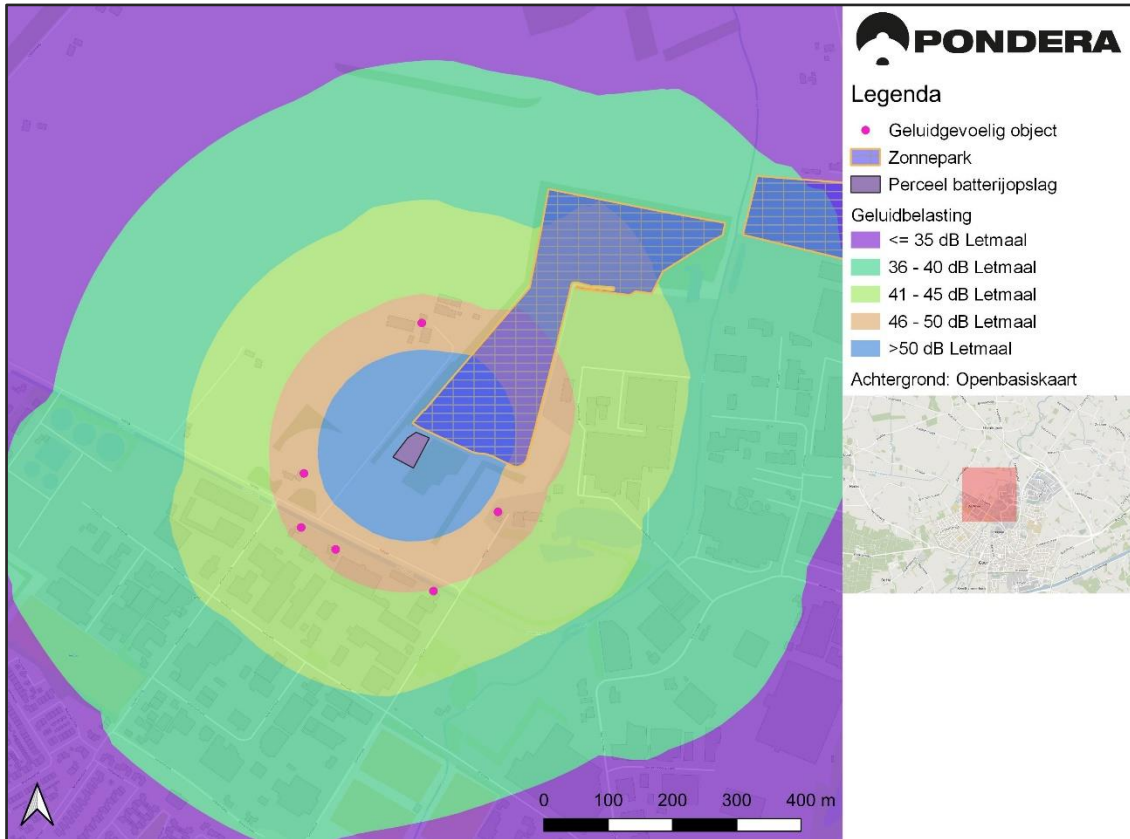 PONDERA
Legenda
Geluidgevoelig object
Zonnepark
Perceel batterijopslag
Geluidbelasting
<= 35 dB Letmaal
36 - 40 dB Letmaal
41 - 45 dB Letmaal
46 - 50 dB Letmaal
>50 dB Letmaal
Achtergrond: Openbasiskaart
0 100 200 300 400 m